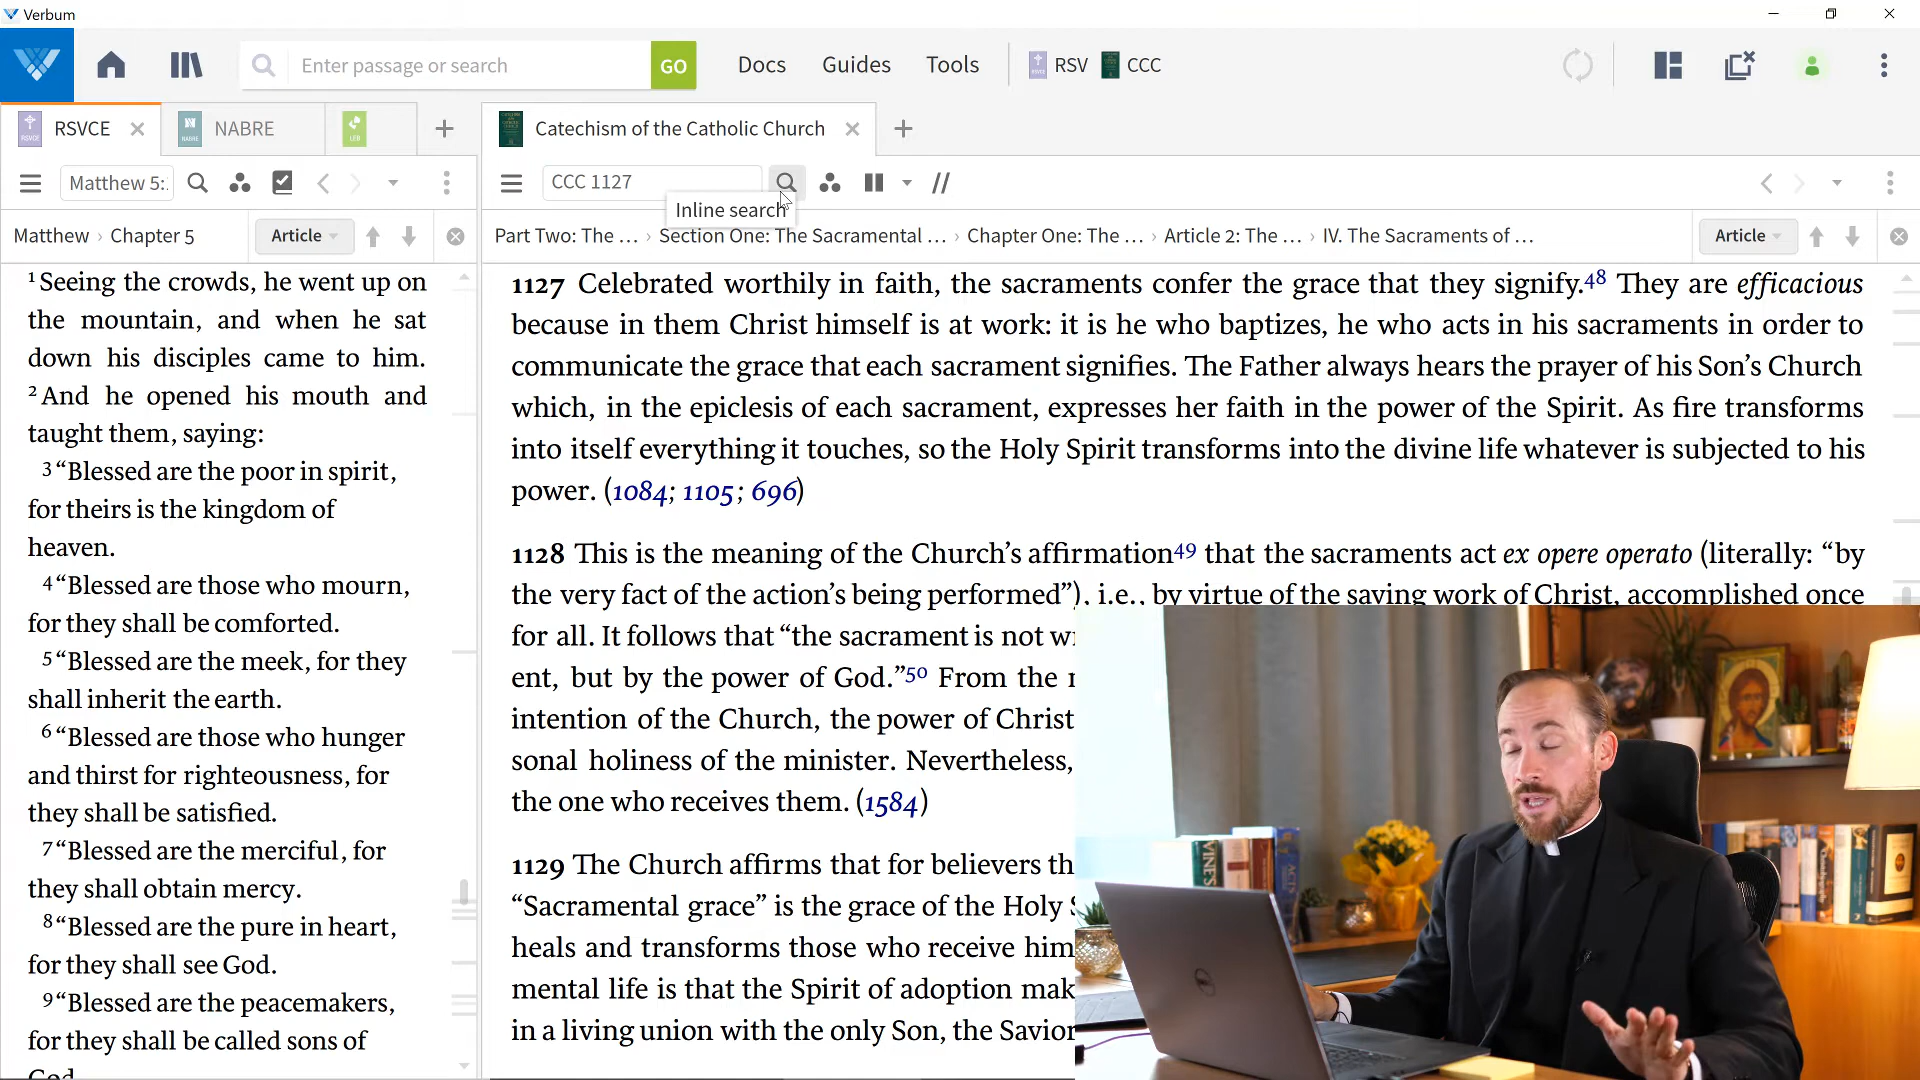 Verbum
Enter passage or search
GO
Docs
Guides
Tools
RSV
CCC
RSVCE
NABRE
LEB
Catechism of the Catholic Church
Matthew 5:
CCC 1127
Inline search
Matthew › Chapter 5
Article
Part Two: The … › Section One: The Sacramental … › Chapter One: The … › Article 2: The … › IV. The Sacraments of …
Article
1 Seeing the crowds, he went up on
the mountain, and when he sat
down his disciples came to him.
2 And he opened his mouth and
taught them, saying:
3 “Blessed are the poor in spirit,
for theirs is the kingdom of
heaven.
4 “Blessed are those who mourn,
for they shall be comforted.
5 “Blessed are the meek, for they
shall inherit the earth.
6 “Blessed are those who hunger
and thirst for righteousness, for
they shall be satisfied.
7 “Blessed are the merciful, for
they shall obtain mercy.
8 “Blessed are the pure in heart,
for they shall see God.
9 “Blessed are the peacemakers,
for they shall be called sons of
God
1127 Celebrated worthily in faith, the sacraments confer the grace that they signify.48 They are efficacious
because in them Christ himself is at work: it is he who baptizes, he who acts in his sacraments in order to
communicate the grace that each sacrament signifies. The Father always hears the prayer of his Son’s Church
which, in the epiclesis of each sacrament, expresses her faith in the power of the Spirit. As fire transforms
into itself everything it touches, so the Holy Spirit transforms into the divine life whatever is subjected to his
power. (1084; 1105; 696)
1128 This is the meaning of the Church’s affirmation49 that the sacraments act ex opere operato (literally: “by
the very fact of the action’s being performed”), i.e., by virtue of the saving work of Christ, accomplished once
for all. It follows that “the sacrament is not w
ent, but by the power of God.”50 From the
intention of the Church, the power of Christ
sonal holiness of the minister. Nevertheless,
the one who receives them. (1584)
1129 The Church affirms that for believers th
“Sacramental grace” is the grace of the Holy
heals and transforms those who receive him
mental life is that the Spirit of adoption mak
in a living union with the only Son, the Savior
VINE'S
ACTS
DELL